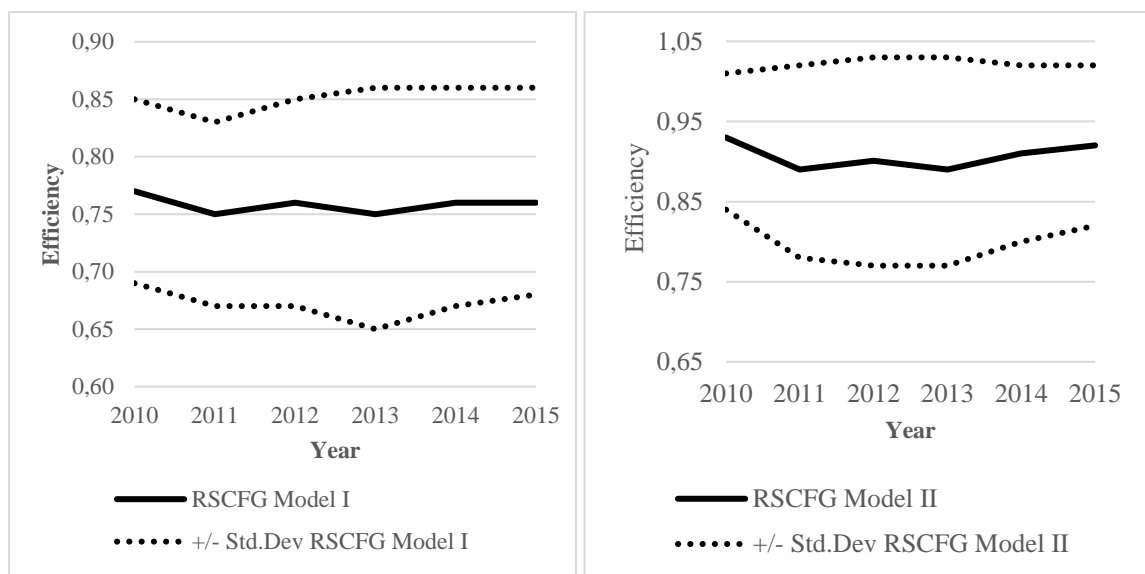 0,90
0,85
0,80
0,75
0,70
0,65
0,60
Efficiency
2010 2011 2012 2013 2014 2015
Year
RSCFG Model I
+/- Std.Dev RSCFG Model I
1,05
0,95
0,85
0,75
0,65
Efficiency
2010 2011 2012 2013 2014 2015
Year
RSCFG Model II
+/- Std.Dev RSCFG Model II